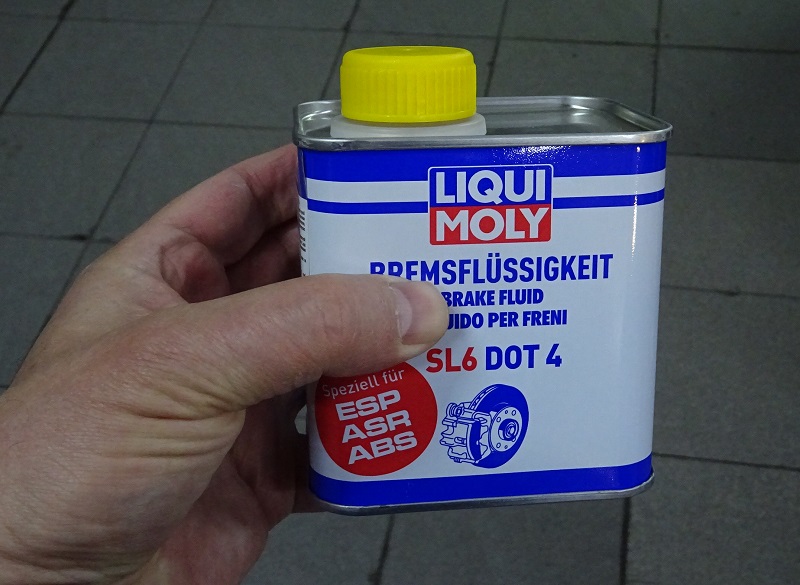 LIQUI
MOLY
BREMSFLÜSSIGKEIT
BRAKE FLUID
UIDO PER FRENI
SL6 DOT 4
Speziell für
ESP
ASR
ABS